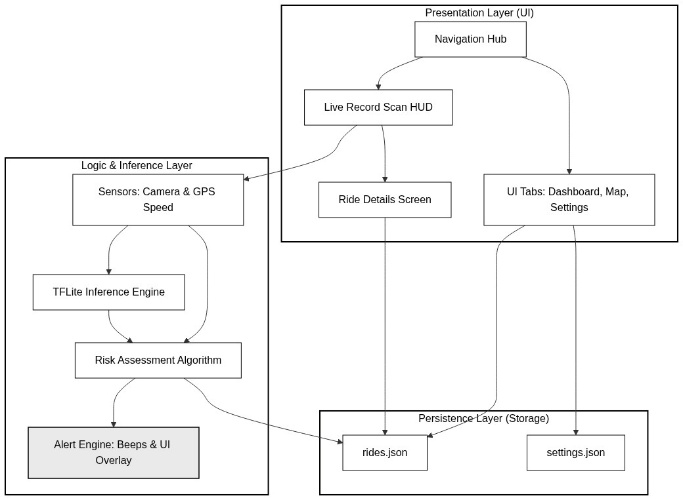 Presentation Layer (UI)
Navigation Hub
Live Record Scan HUD
Ride Details Screen
UI Tabs: Dashboard, Map,
Settings
Logic & Inference Layer
Sensors: Camera & GPS
Speed
TFLite Inference Engine
Risk Assessment Algorithm
Alert Engine: Beeps & UI
Overlay
Persistence Layer (Storage)
rides.json
settings.json